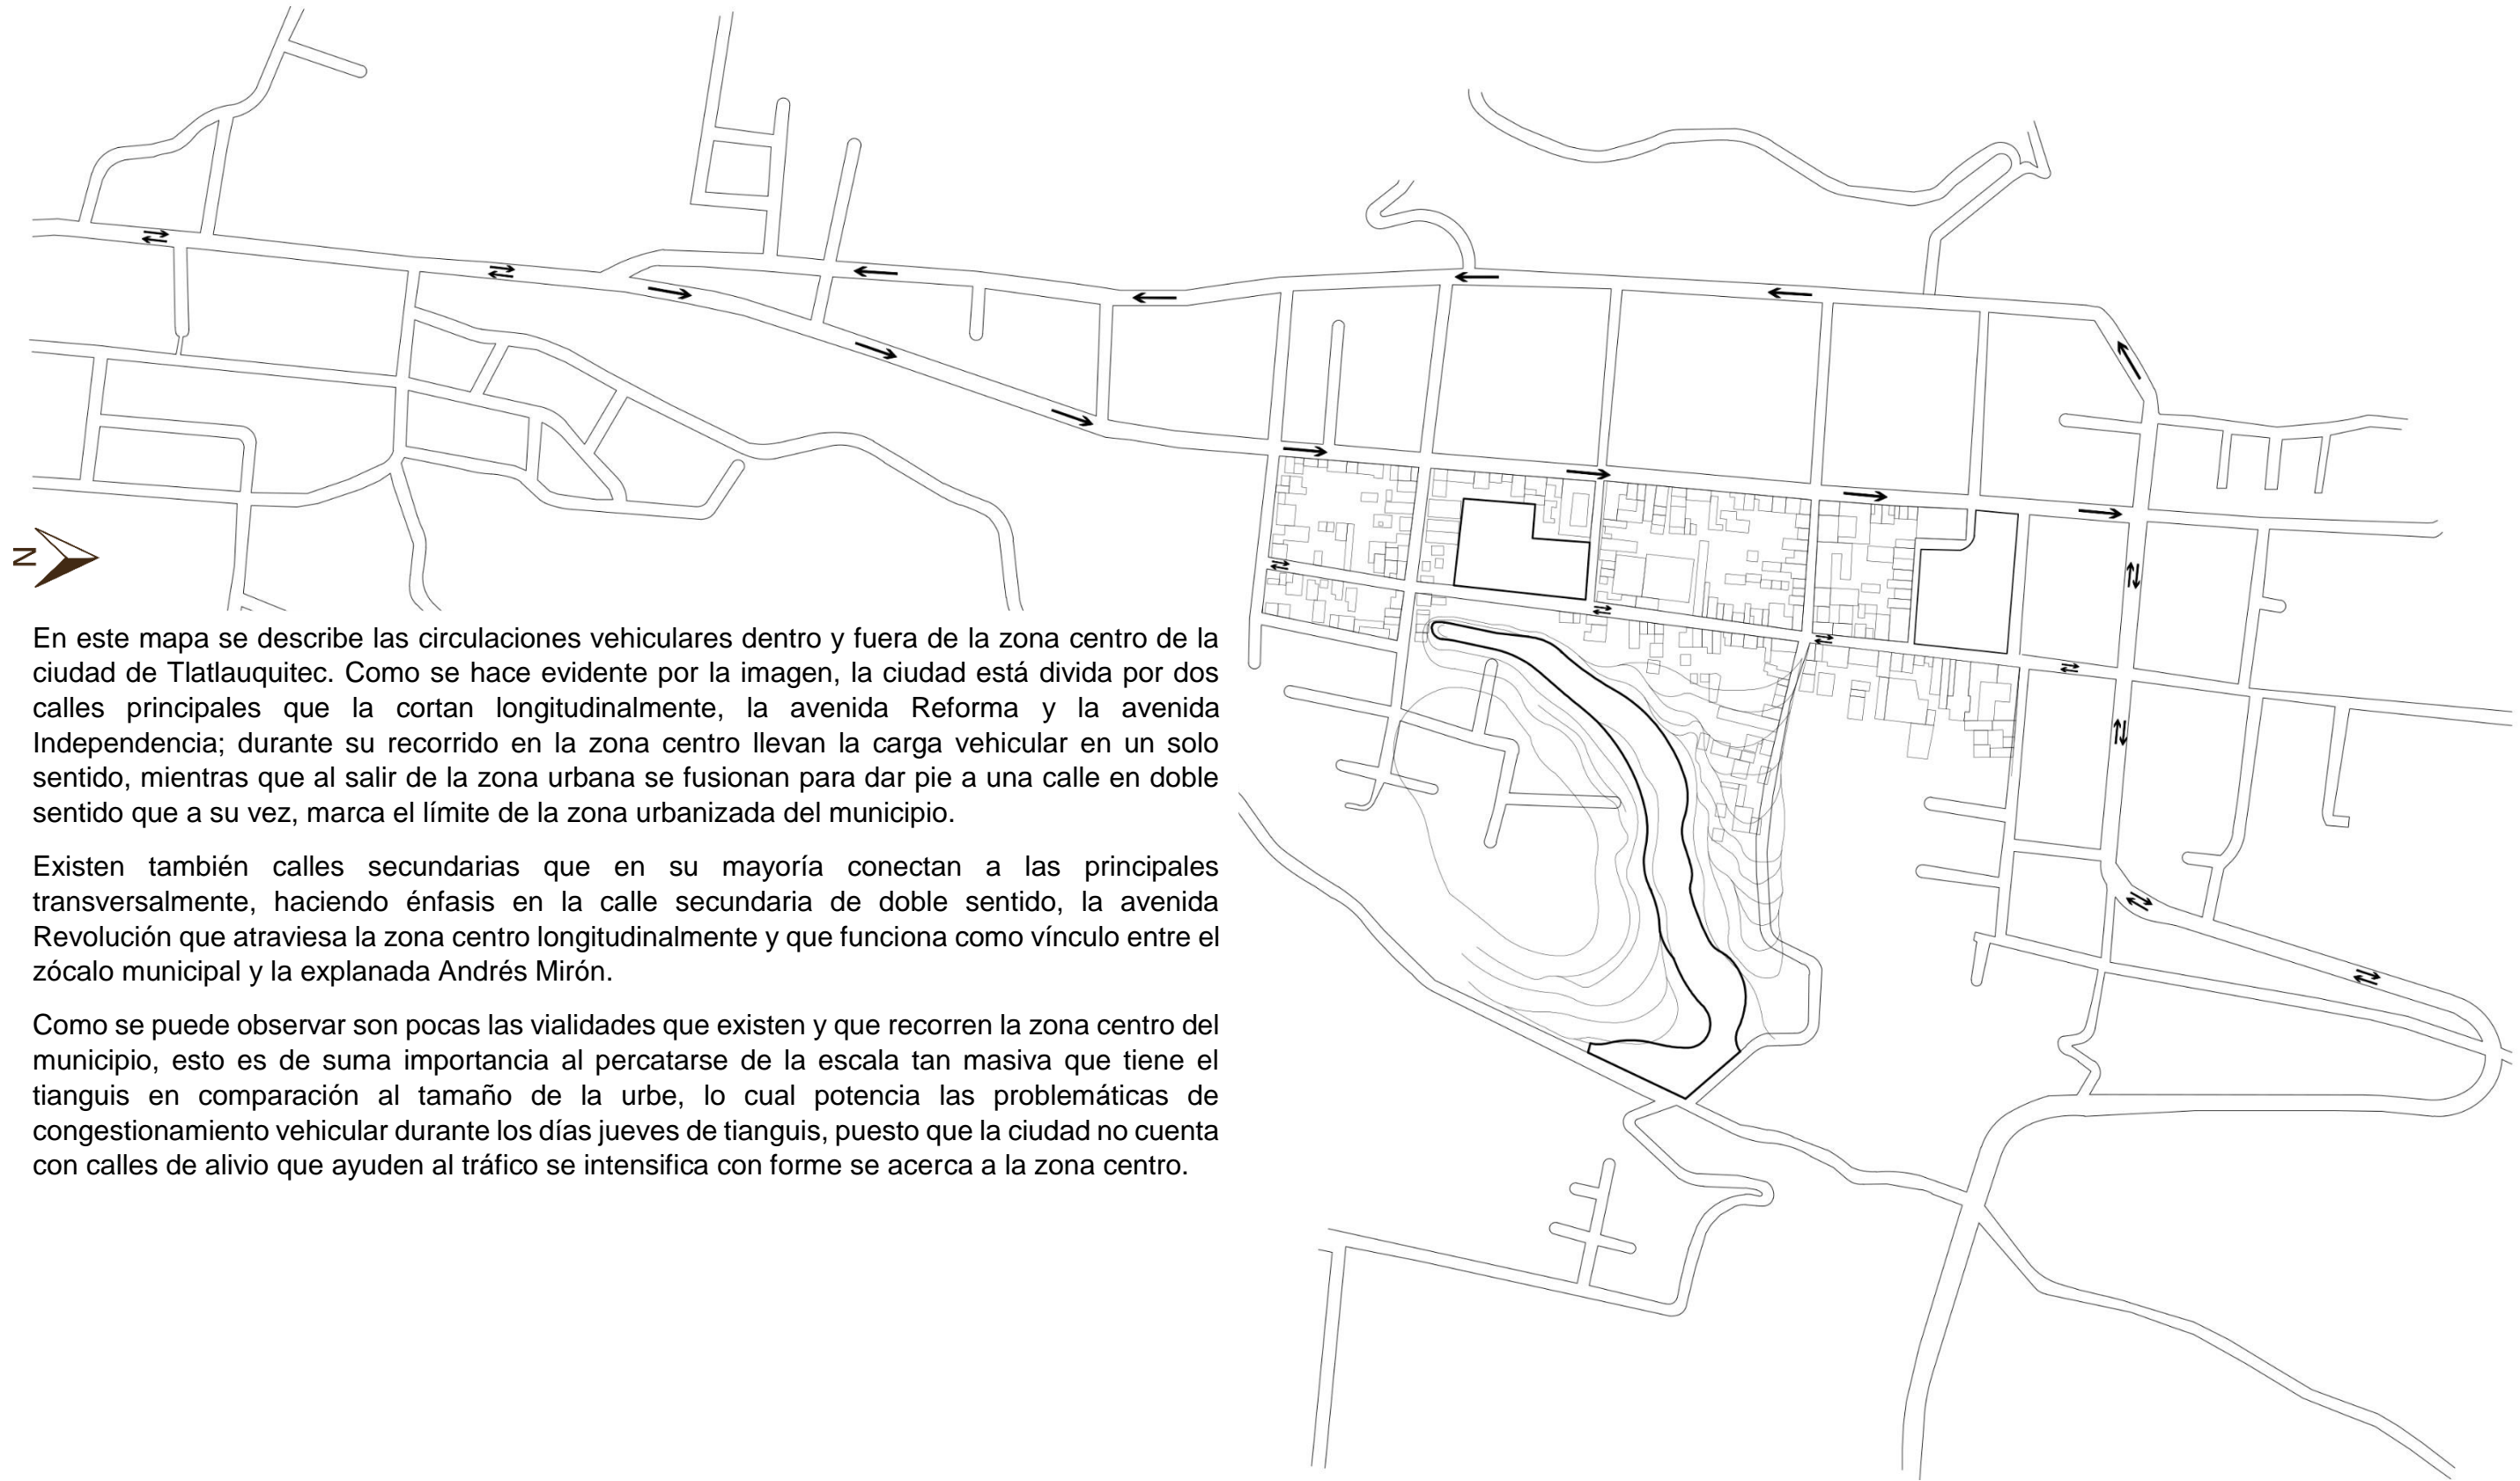 N
En este mapa se describe las circulaciones vehiculares dentro y fuera de la zona centro de la
ciudad de Tlatlauquitec. Como se hace evidente por la imagen, la ciudad está divida por dos
calles principales que la cortan longitudinalmente, la avenida Reforma y la avenida
Independencia; durante su recorrido en la zona centro llevan la carga vehicular en un solo
sentido, mientras que al salir de la zona urbana se fusionan para dar pie a una calle en doble
sentido que a su vez, marca el límite de la zona urbanizada del municipio.
Existen también calles secundarias que en su mayoría conectan a las principales
transversalmente, haciendo énfasis en la calle secundaria de doble sentido, la avenida
Revolución que atraviesa la zona centro longitudinalmente y que funciona como vínculo entre el
zócalo municipal y la explanada Andrés Mirón.
Como se puede observar son pocas las vialidades que existen y que recorren la zona centro del
municipio, esto es de suma importancia al percatarse de la escala tan masiva que tiene el
tianguis en comparación al tamaño de la urbe, lo cual potencia las problemáticas de
congestionamiento vehicular durante los días jueves de tianguis, puesto que la ciudad no cuenta
con calles de alivio que ayuden al tráfico se intensifica con forme se acerca a la zona centro.